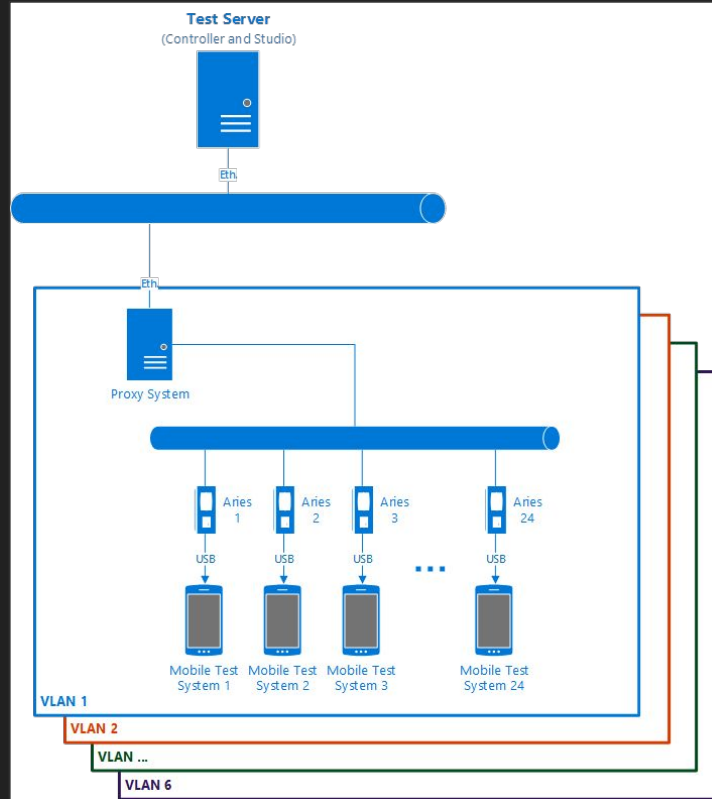 Test Server
(Controller and Studio)
Eth.
Eth.
Proxy System
Aries
1
Aries
2
Aries
3
Aries
24
USB
USB
USB
USB
...
Mobile Test
System 1
Mobile Test
System 2
Mobile Test
System 3
Mobile Test
System 24
VLAN 1
VLAN 2
VLAN ...
VLAN 6